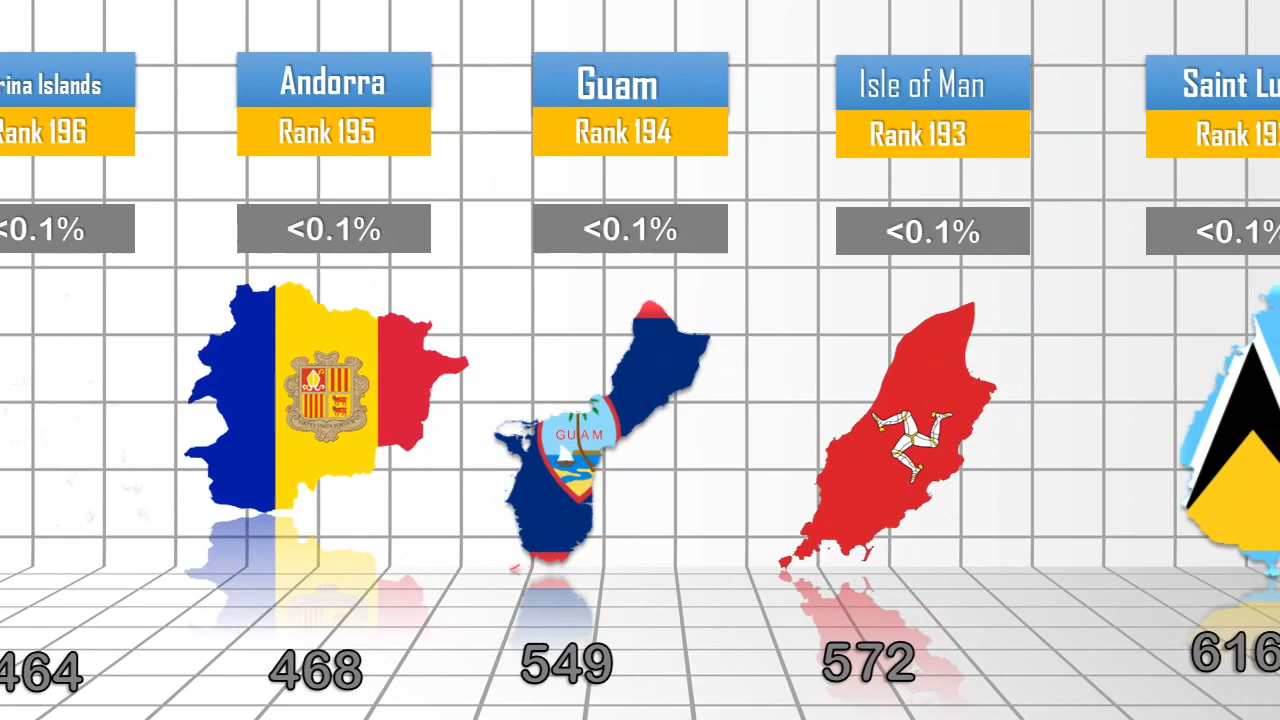 rina Islands
Rank 196
<0.1%
464
Andorra
Rank 195
<0.1%
468
Guam
Rank 194
<0.1%
GUAM
549
Isle of Man
Rank 193
<0.1%
572
Saint Lu
Rank 19
<0.1%
616